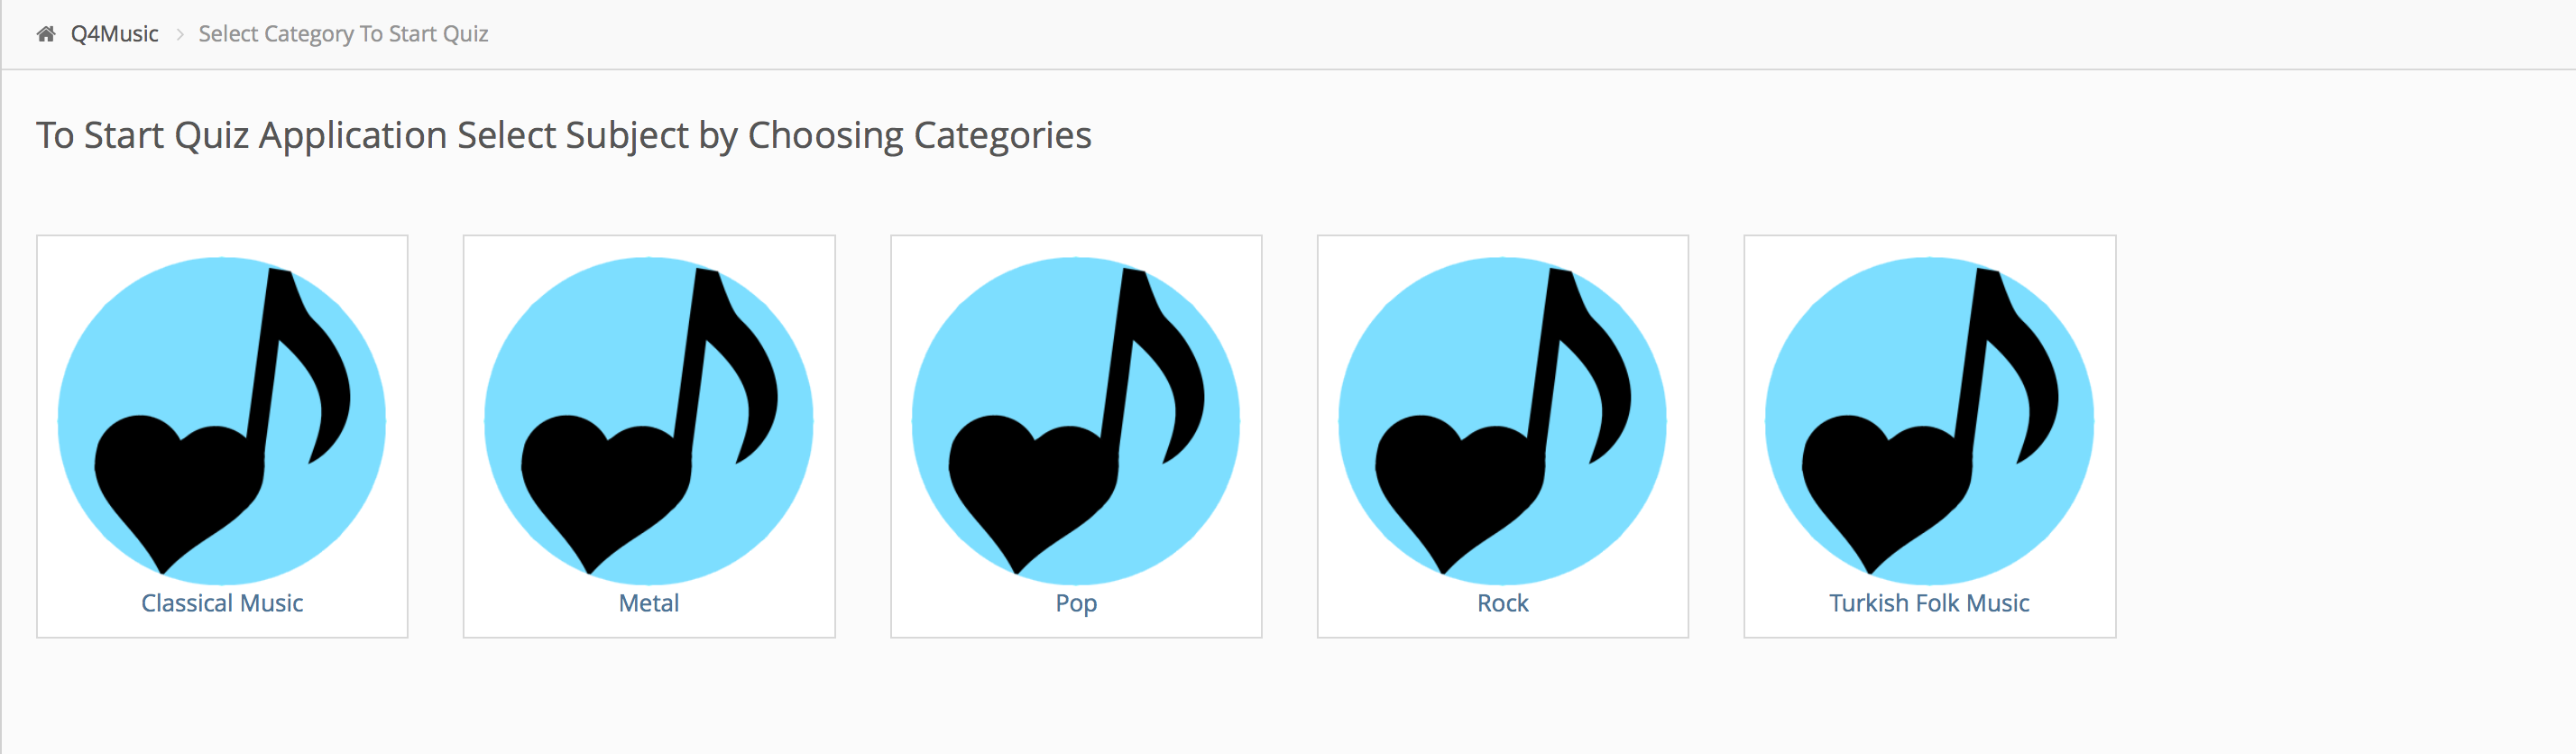 Q4Music > Select Category To Start Quiz
To Start Quiz Application Select Subject by Choosing Categories
Classical Music
Metal
Pop
Rock
Turkish Folk Music